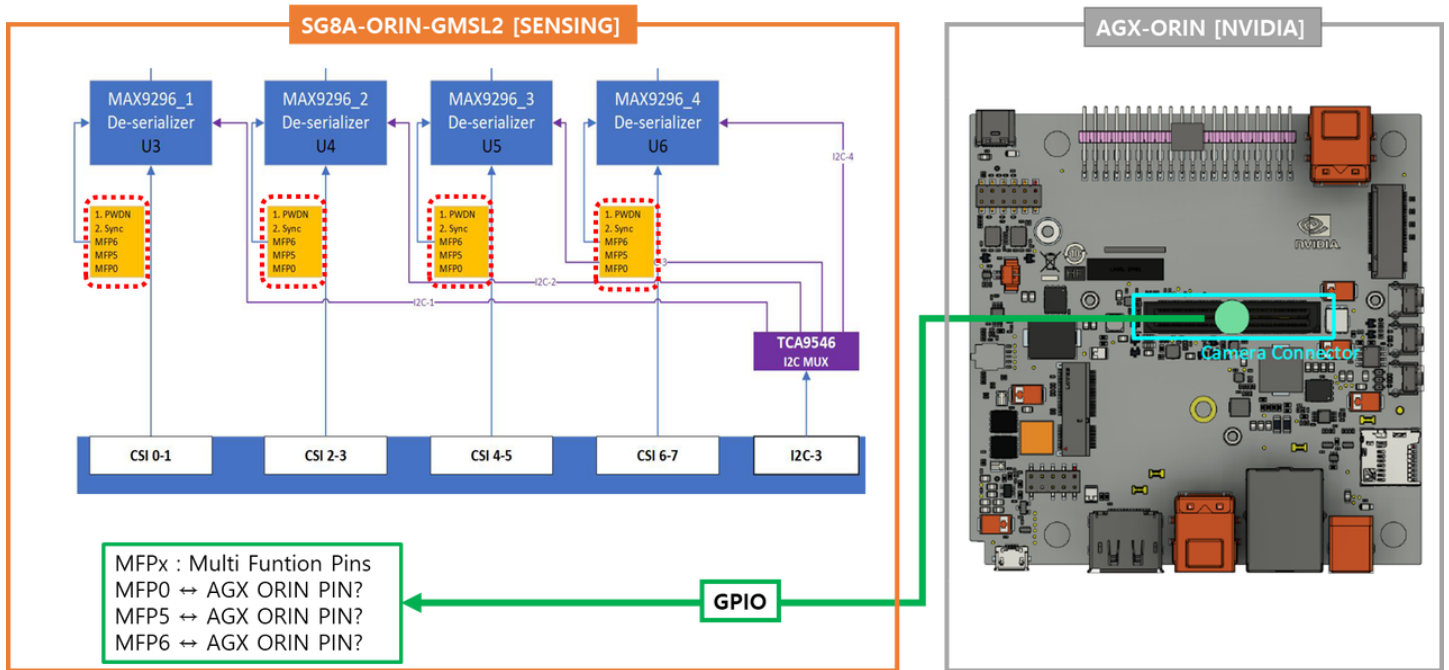 SG8A-ORIN-GMSL2 [SENSING]
AGX-ORIN [NVIDIA]
MAX9296_1
De-serializer
U3
MAX9296_2
De-serializer
U4
MAX9296_3
De-serializer
U5
MAX9296_4
De-serializer
U6
I2C-4
1. PWDN
2. Sync
MFP6
MFP5
MFP0
1. PWDN
2. Sync
MFP6
MFP5
MFP0
1. PWDN
2. Sync
MFP6
MFP5
MFP0
1. PWDN
2. Sync
MFP6
MFP5
MFP0
-3
I2C-2
I2C-1
TCA9546
I2C MUX
CSI 0-1
CSI 2-3
CSI 4-5
CSI 6-7
I2C-3
NVIDIA
Camera Connector
MFPx : Multi Funtion Pins
MFP0 ↔ AGX ORIN PIN?
MFP5 ↔ AGX ORIN PIN?
MFP6 ↔ AGX ORIN PIN?
GPIO